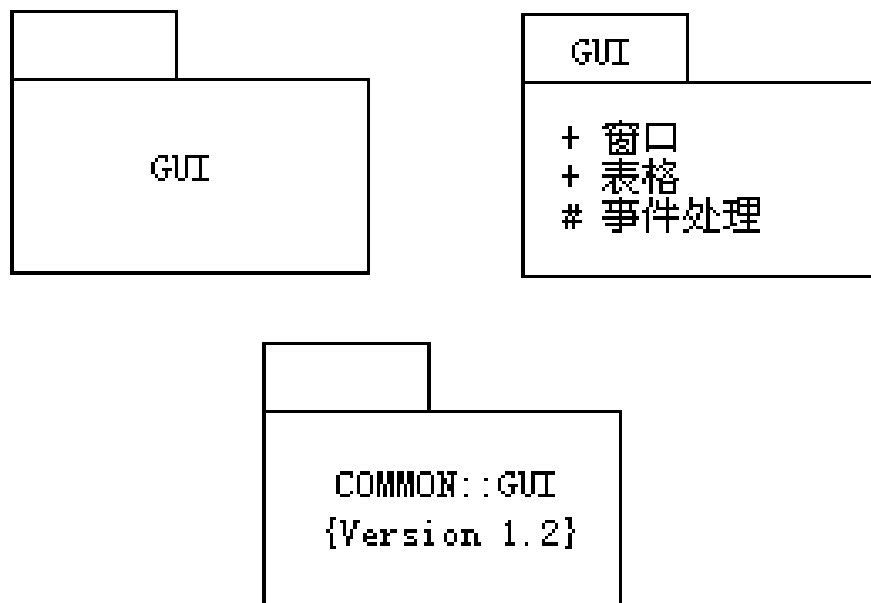 GUI
GUI
+ 窗口
+ 表格
# 事件处理
COMMON::GUI
{Version 1.2}